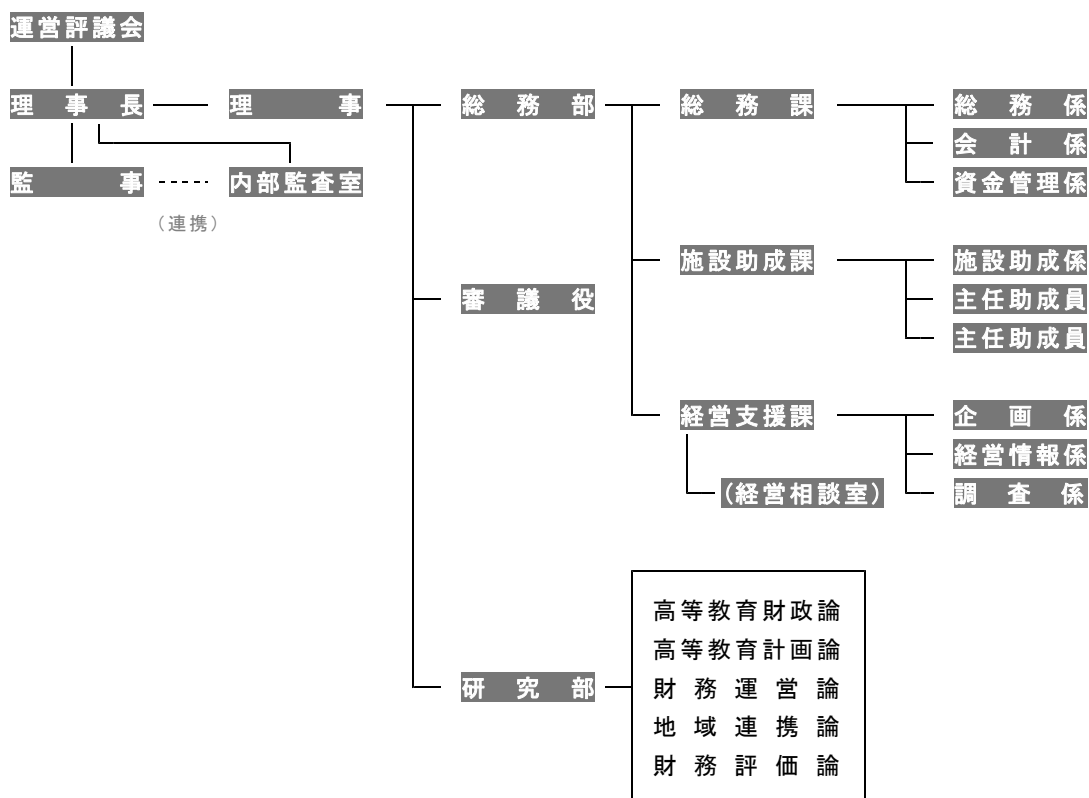 運営評議会
理事長 理事 総務部 総務課 総務係
会計係
監事 内部監査室 資金管理係
（連携）
施設助成課 施設助成係
審議役 主任助成員
主任助成員
経営支援課 企画係
経営情報係
（経営相談室） 調査係
高等教育財政論
高等教育計画論
研究部 財務運営論
地域連携論
財務評価論